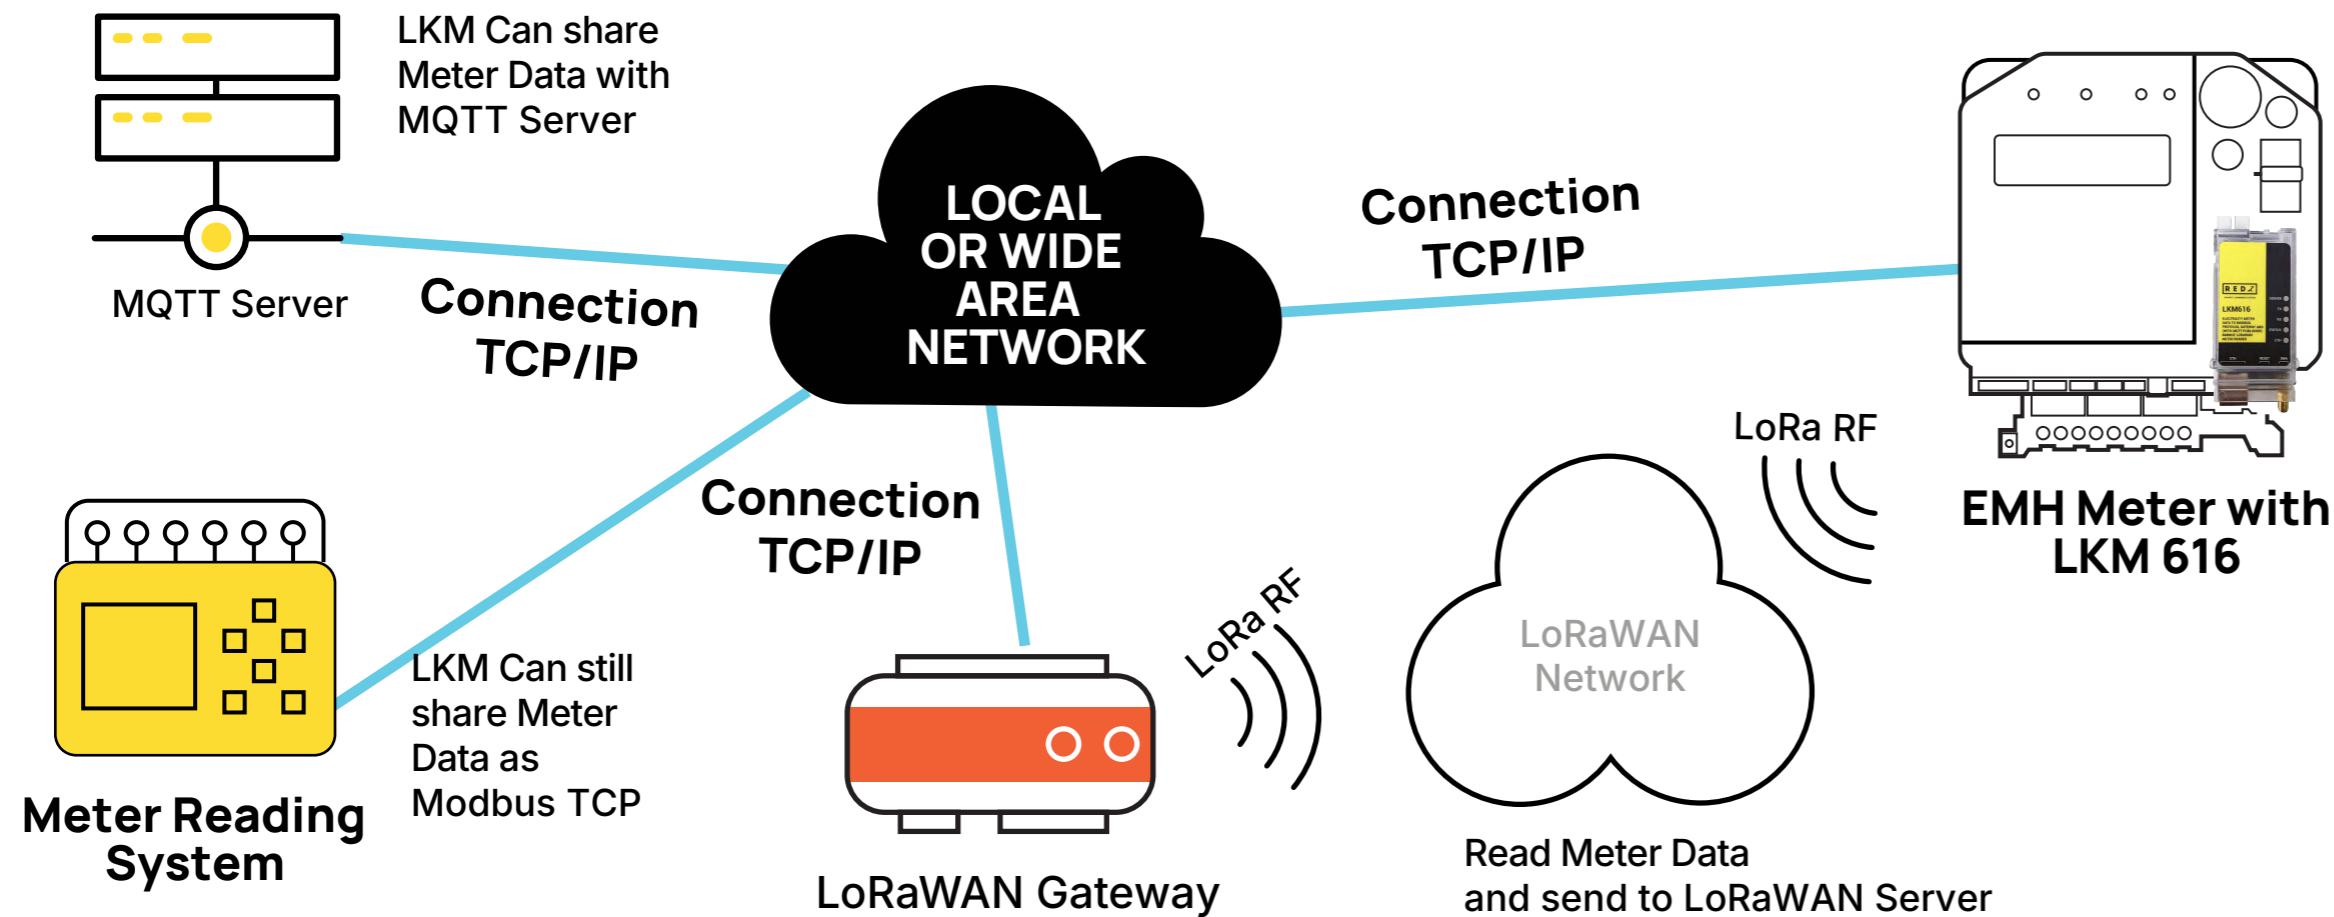 LKM Can share
Meter Data with
MQTT Server
MQTT Server
Connection
TCP/IP
LOCAL
OR WIDE
AREA
NETWORK
Connection
TCP/IP
REDZ
LKM616
LoRa RF
EMH Meter with
LKM 616
Connection
TCP/IP
LoRa RF
LoRaWAN
Network
LKM Can still
share Meter
Data as
Modbus TCP
Meter Reading
System
LoRaWAN Gateway
Read Meter Data
and send to LoRaWAN Server